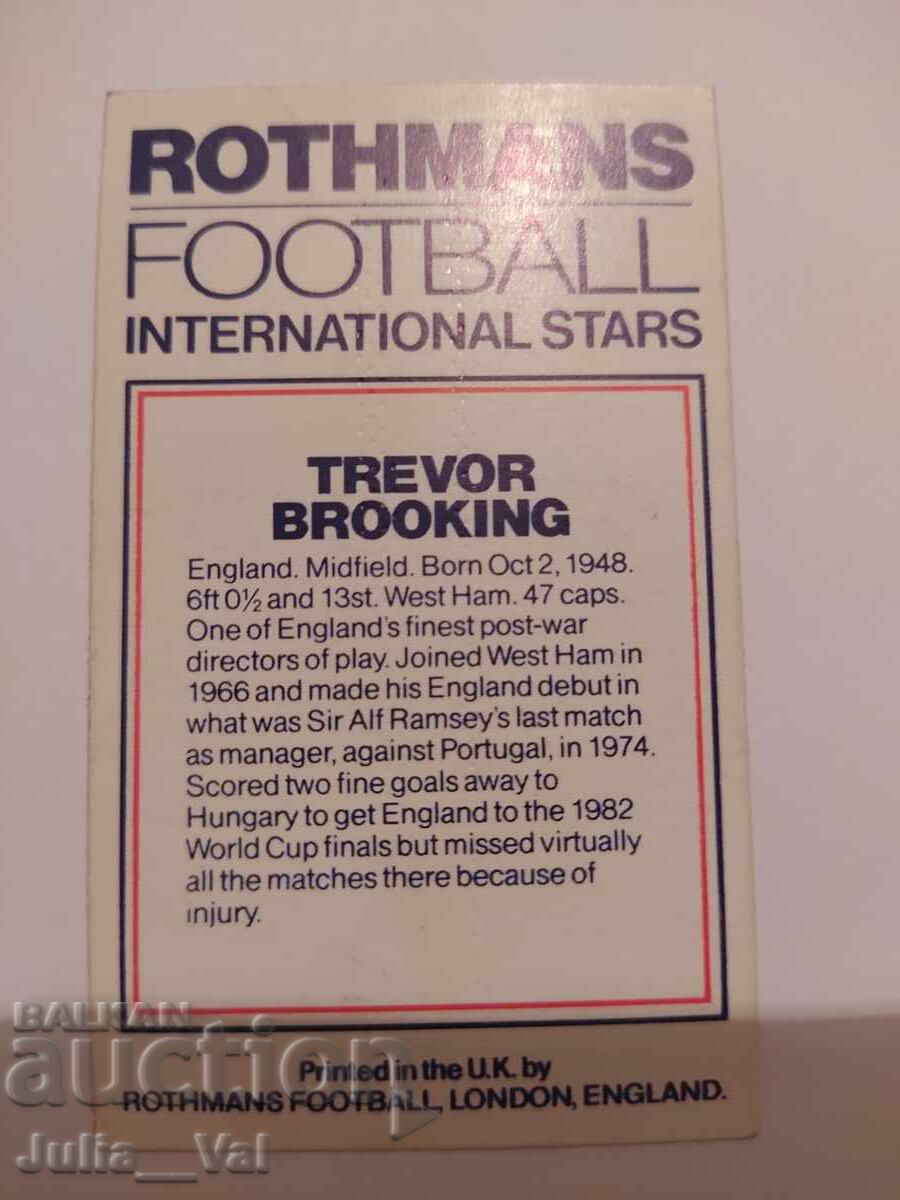 ROTHMANS
FOOTBALL
INTERNATIONAL STARS
TREVOR
BROOKING
England. Midfield. Born Oct 2, 1948.
6ft 0½ and 13st. West Ham. 47 caps.
One of England's finest post-war
directors of play. Joined West Ham in
1966 and made his England debut in
what was Sir Alf Ramsey's last match
as manager, against Portugal, in 1974.
Scored two fine goals away to
Hungary to get England to the 1982
World Cup finals but missed virtually
all the matches there because of
injury.
Printed in the U.K. by
ROTHMANS FOOTBALL, LONDON, ENGLAND.
BALKAN
auction
Julia__Val